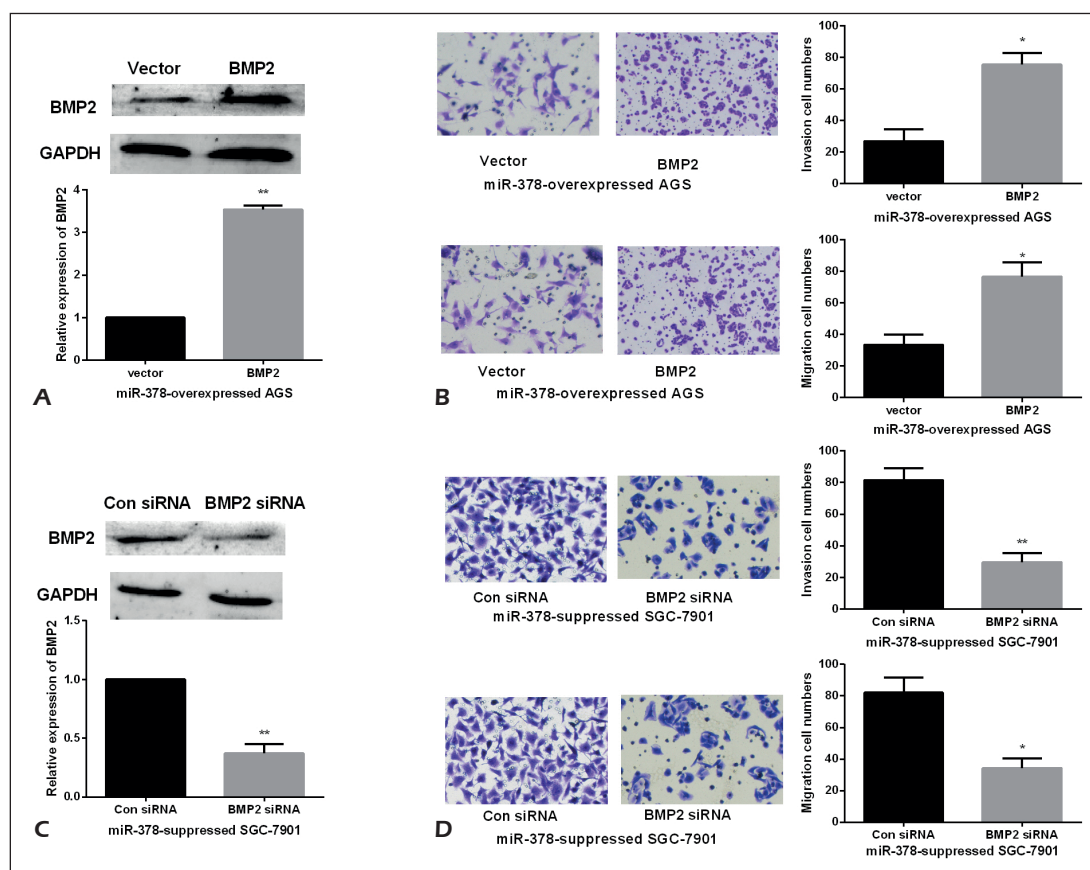 Vector BMP2
BMP2
GAPDH
Relative expression of BMP2
4
3
2
1
0
**
vector BMP2
miR-378-overexpressed AGS
A
Vector BMP2
miR-378-overexpressed AGS
Invasion cell numbers
100
80
60
40
20
0
*
vector BMP2
miR-378-overexpressed AGS
Vector BMP2
miR-378-overexpressed AGS
B
Migration cell numbers
100
80
60
40
20
0
*
vector BMP2
miR-378-overexpressed AGS
Con siRNA BMP2 siRNA
BMP2
GAPDH
Relative expression of BMP2
1.5
1.0
0.5
0.0
**
Con siRNA BMP2 siRNA
miR-378-suppressed SGC-7901
C
Con siRNA BMP2 siRNA
miR-378-suppressed SGC-7901
Invasion cell numbers
100
80
60
40
20
0
**
Con siRNA BMP2 siRNA
miR-378-suppressed SGC-7901
Con siRNA BMP2 siRNA
miR-378-suppressed SGC-7901
D
Migration cell numbers
100
80
60
40
20
0
*
Con siRNA BMP2 siRNA
miR-378-suppressed SGC-7901